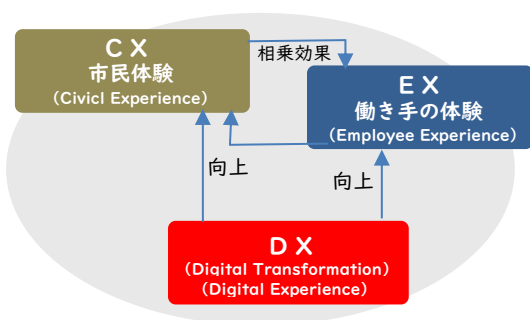 CX
市民体験
（Civicl Experience）
相乗効果
EX
働き手の体験
（Employee Experience）
向上
向上
DX
（Digital Transformation）
（Digital Experience）